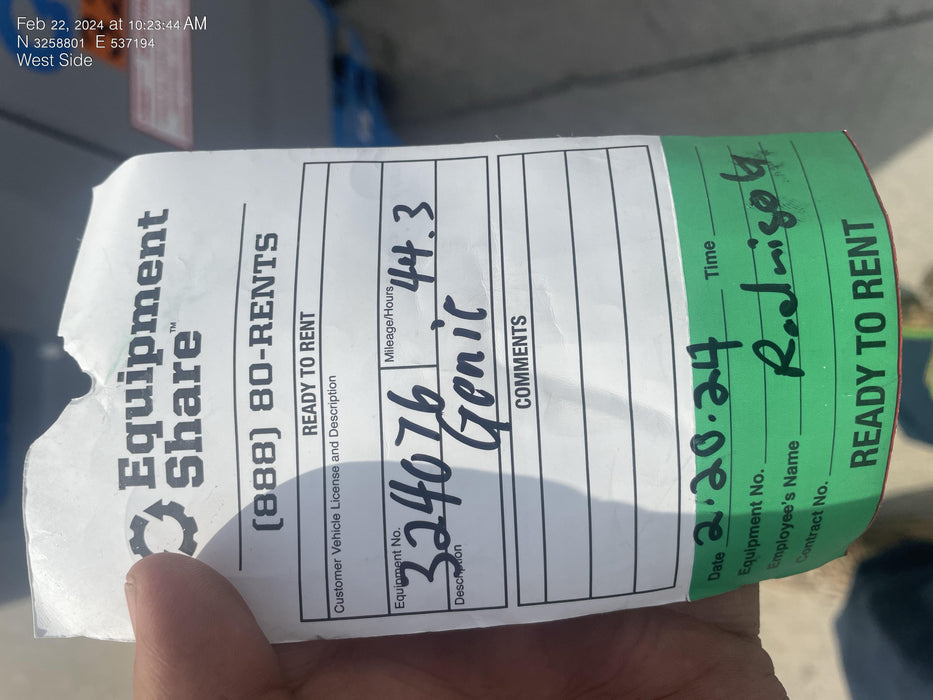 Feb 22, 2024 at 10:23:44 AM
N 3258801 E 537194
West Side
Equipment
Share™
(888) 80-RENTS
READY TO RENT
Customer Vehicle License and Description
Equipment No. 324076 Mileage/Hours 44.3
Description Genic
COMMENTS
Date 2.20.24 Time
Equipment No.
Employee's Name
Contract No.
READY TO RENT